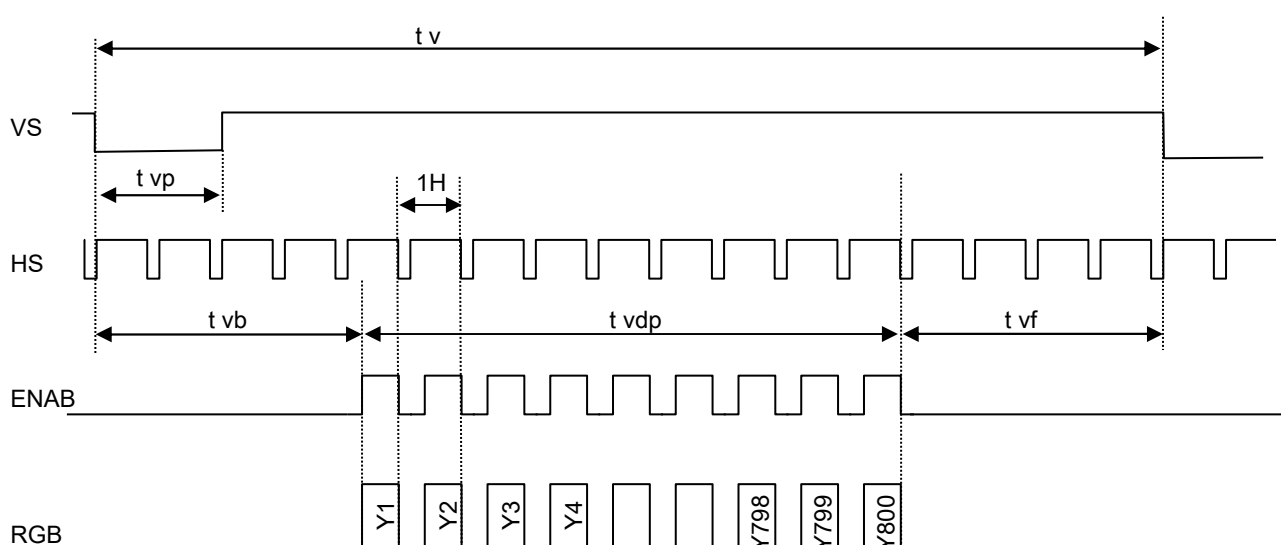 t v
VS
t vp
1H
HS
t vb
t vdp
t vf
ENAB
RGB
Y1
Y2
Y3
Y4
Y798
Y799
Y800